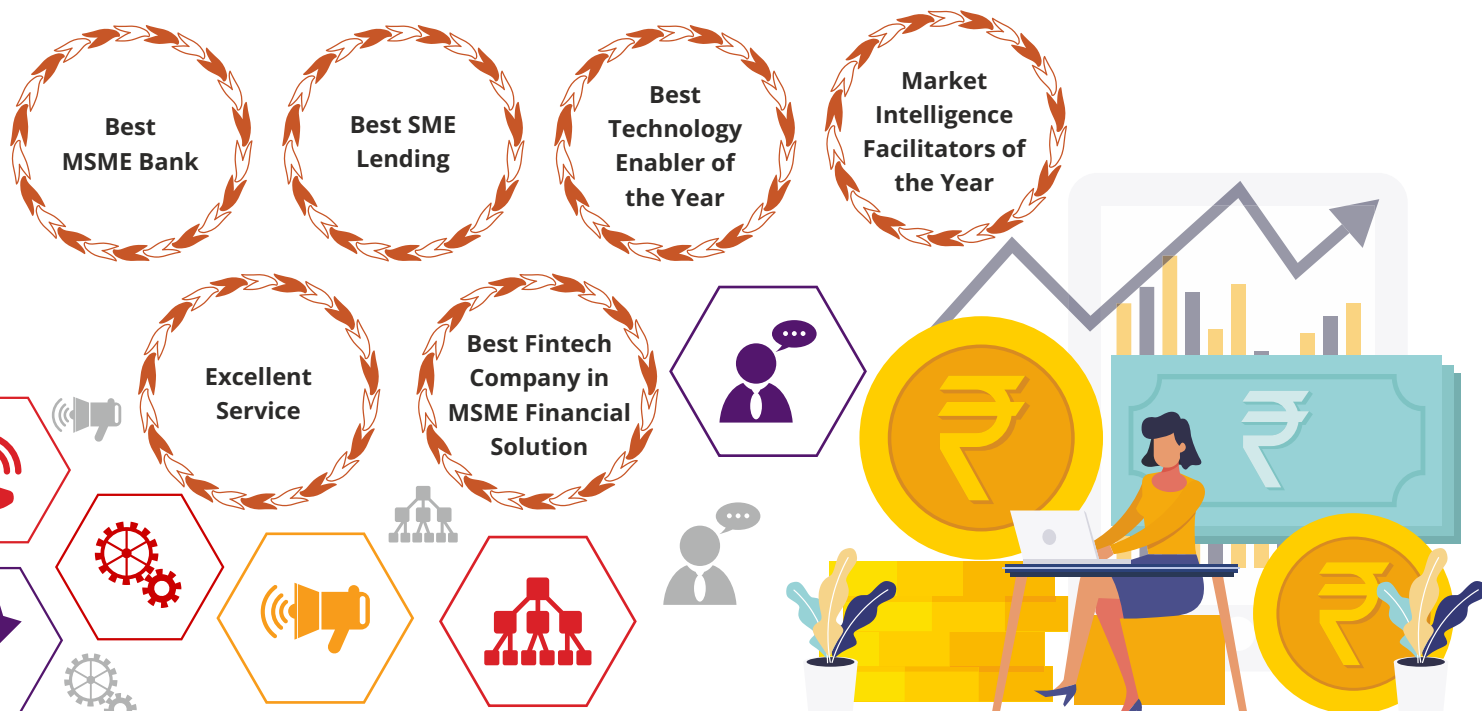 Best
MSME Bank
Best SME
Lending
Best
Technology
Enabler of
the Year
Market
Intelligence
Facilitators of
the Year
Excellent
Service
Best Fintech
Company in
MSME Financial
Solution
₹
₹
₹